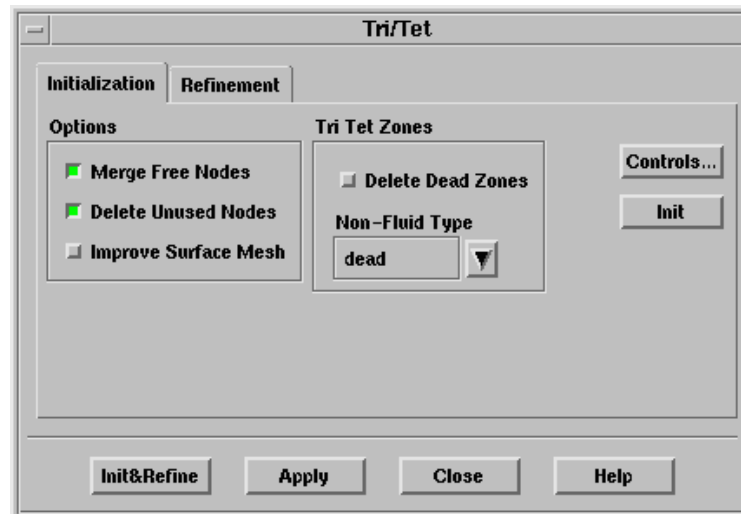 Tri/Tet
Initialization
Refinement
Options
Merge Free Nodes
Delete Unused Nodes
Improve Surface Mesh
Tri Tet Zones
Delete Dead Zones
Non-Fluid Type
dead
Controls...
Init
Init&Refine
Apply
Close
Help